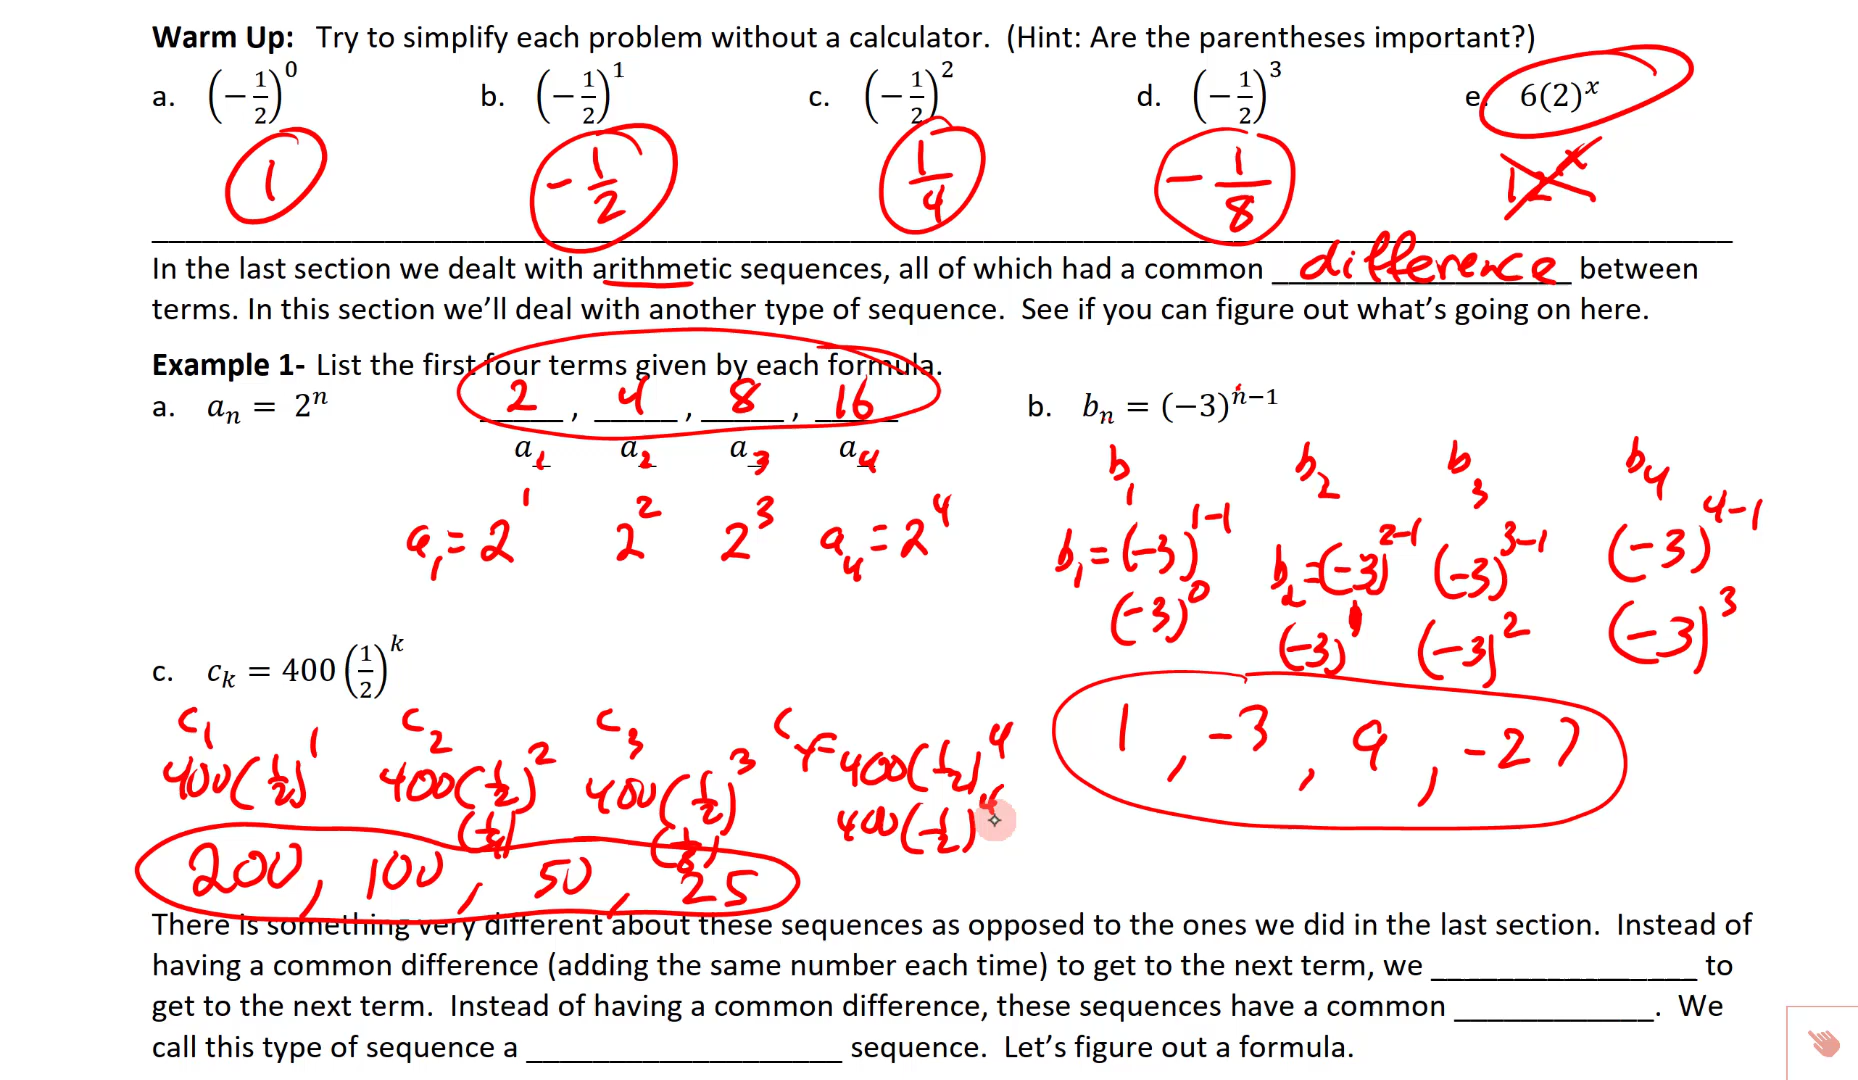 Warm Up: Try to simplify each problem without a calculator. (Hint: Are the parentheses important?)
a. (−1/2)^0 b. (−1/2)^1 c. (−1/2)^2 d. (−1/2)^3 e. 6(2)^x
1 −1/2 1/4 −1/8 12^x
In the last section we dealt with arithmetic sequences, all of which had a common difference between
terms. In this section we’ll deal with another type of sequence. See if you can figure out what’s going on here.
Example 1- List the first four terms given by each formula.
a. a_n = 2^n 2, 4, 8, 16
a_1 a_2 a_3 a_4
a_1 = 2^1 2^2 2^3 a_4 = 2^4
b. b_n = (−3)^{n−1}
b_1 b_2 b_3 b_4
b_1 = (−3)^{1−1} b_2 = (−3)^{2−1} (−3)^{3−1} (−3)^{4−1}
(−3)^0 (−3)^1 (−3)^2 (−3)^3
1, −3, 9, −27
c. c_k = 400(1/2)^k
c_1 c_2 c_3 c_4 = 400(1/2)^4
400(1/2)^1 400(1/2)^2 400(1/2)^3 400(1/2)^4
(1/4) (1/8)
200, 100, 50, 25
There is something very different about these sequences as opposed to the ones we did in the last section. Instead of
having a common difference (adding the same number each time) to get to the next term, we ________________ to
get to the next term. Instead of having a common difference, these sequences have a common ____________. We
call this type of sequence a ___________________ sequence. Let’s figure out a formula.